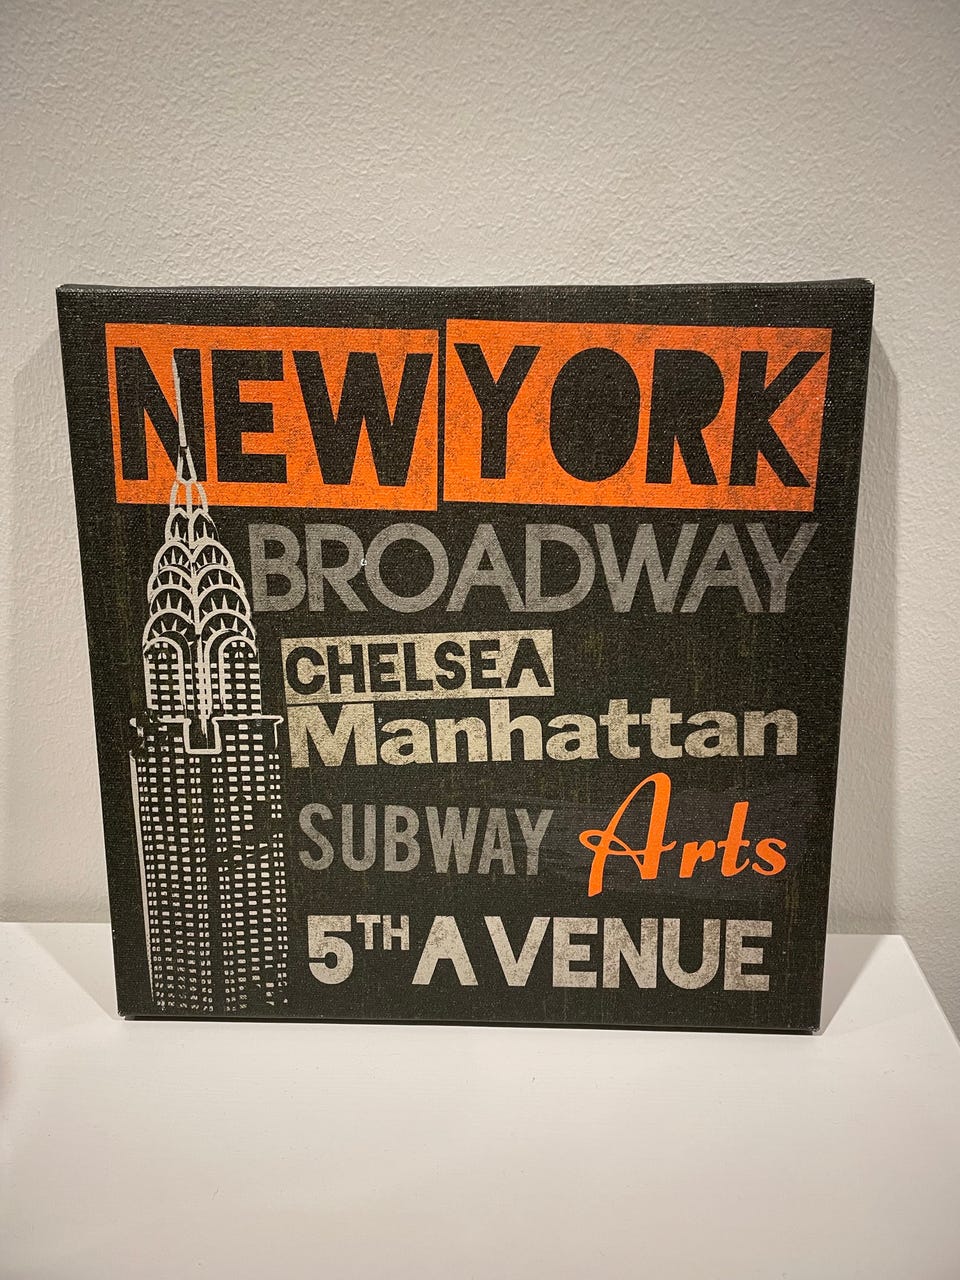 NEW YORK
BROADWAY
CHELSEA
Manhattan
SUBWAY Arts
5TH AVENUE